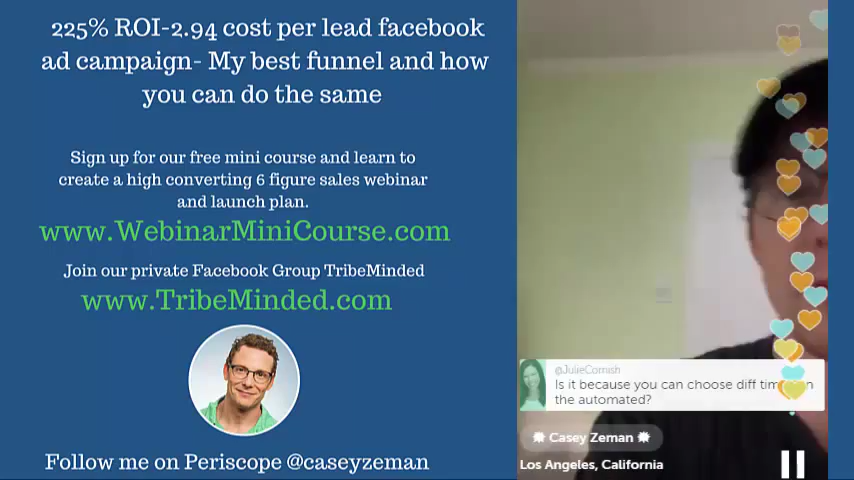 225% ROI-2.94 cost per lead facebook
ad campaign- My best funnel and how
you can do the same
Sign up for our free mini course and learn to
create a high converting 6 figure sales webinar
and launch plan.
www.WebinarMiniCourse.com
Join our private Facebook Group TribeMinded
www.TribeMinded.com
Follow me on Periscope @caseyzeman
@JulieCornish
Is it because you can choose diff
the automated?
Casey Zeman
Los Angeles, California